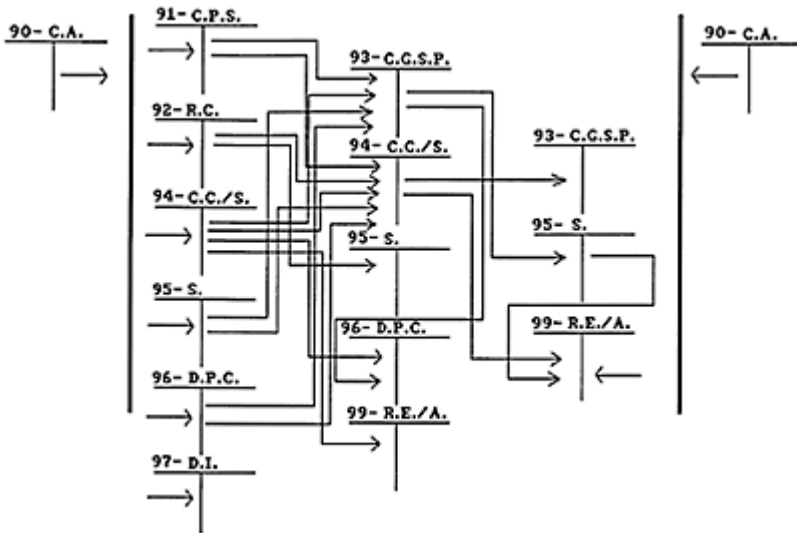 90- C.A.
91- C.P.S.
92- R.C.
94- C.C./S.
95- S.
96- D.P.C.
97- D.I.
93- C.G.S.P.
94- C.C./S.
95- S.
96- D.P.C.
99- R.E./A.
93- C.G.S.P.
95- S.
99- R.E./A.
90- C.A.